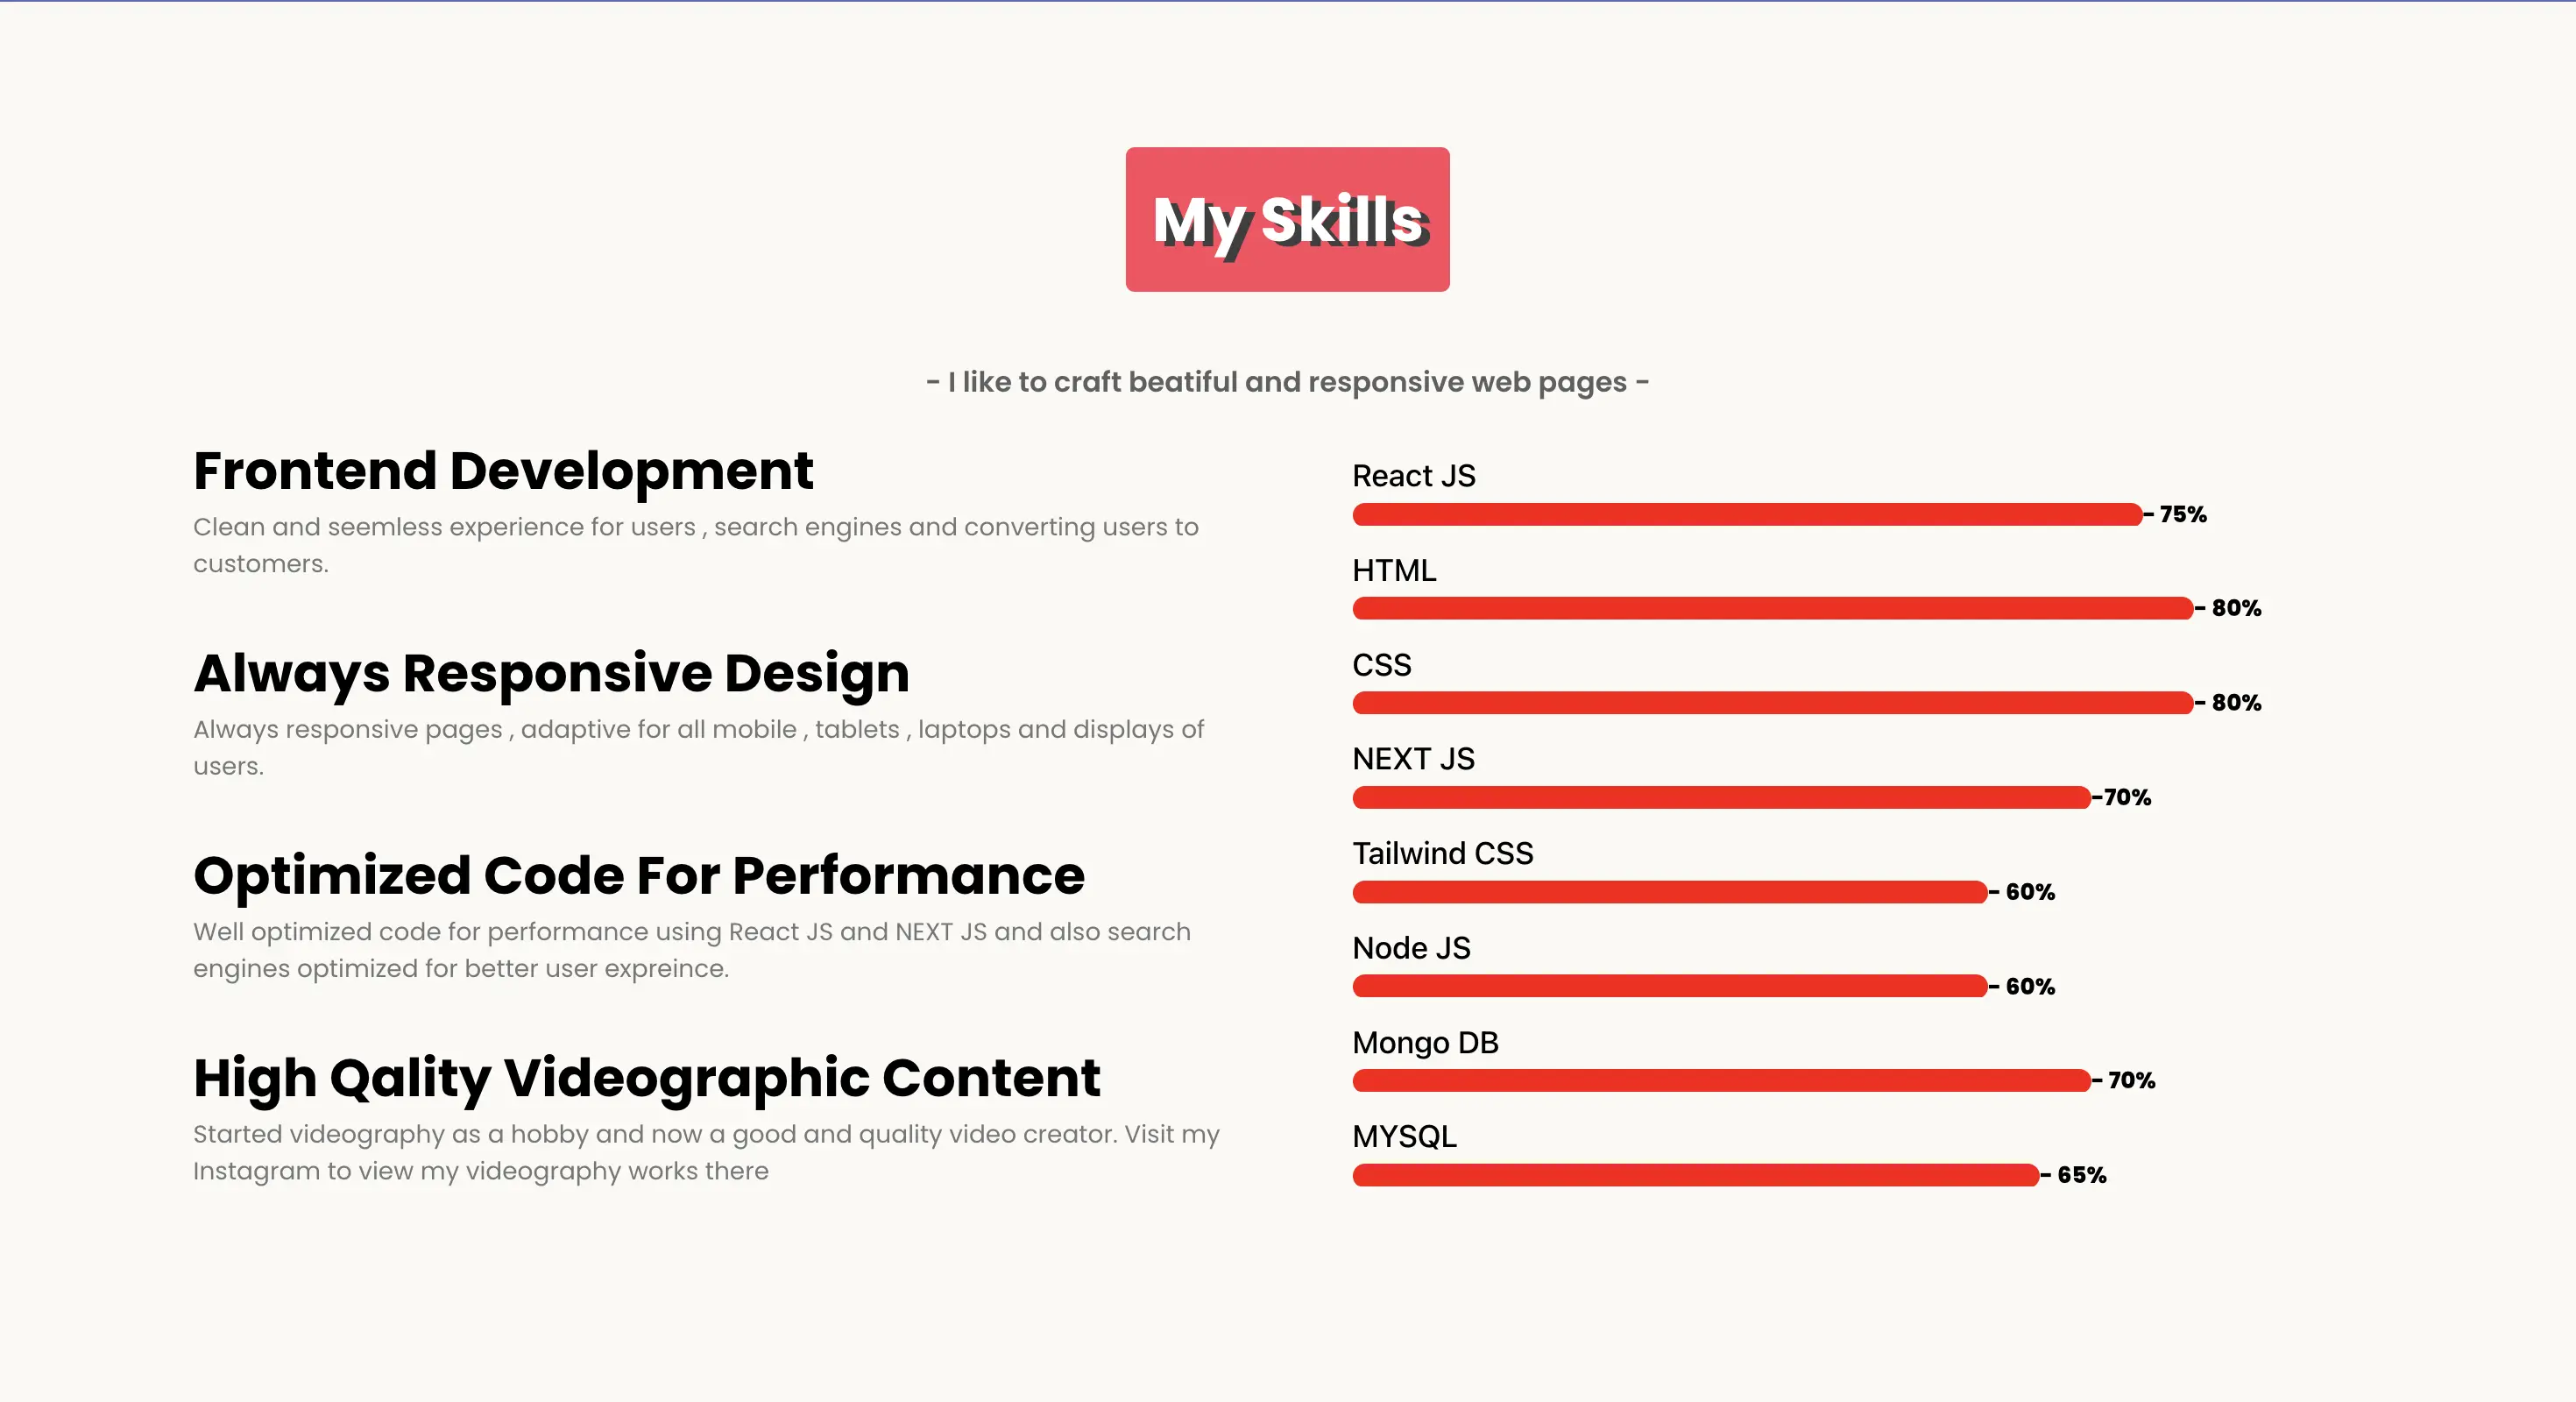 My Skills
- I like to craft beatiful and responsive web pages -
Frontend Development
Clean and seemless experience for users , search engines and converting users to
customers.
Always Responsive Design
Always responsive pages , adaptive for all mobile , tablets , laptops and displays of
users.
Optimized Code For Performance
Well optimized code for performance using React JS and NEXT JS and also search
engines optimized for better user expreince.
High Qality Videographic Content
Started videography as a hobby and now a good and quality video creator. Visit my
Instagram to view my videography works there
React JS
- 75%
HTML
- 80%
CSS
- 80%
NEXT JS
-70%
Tailwind CSS
- 60%
Node JS
- 60%
Mongo DB
- 70%
MYSQL
- 65%